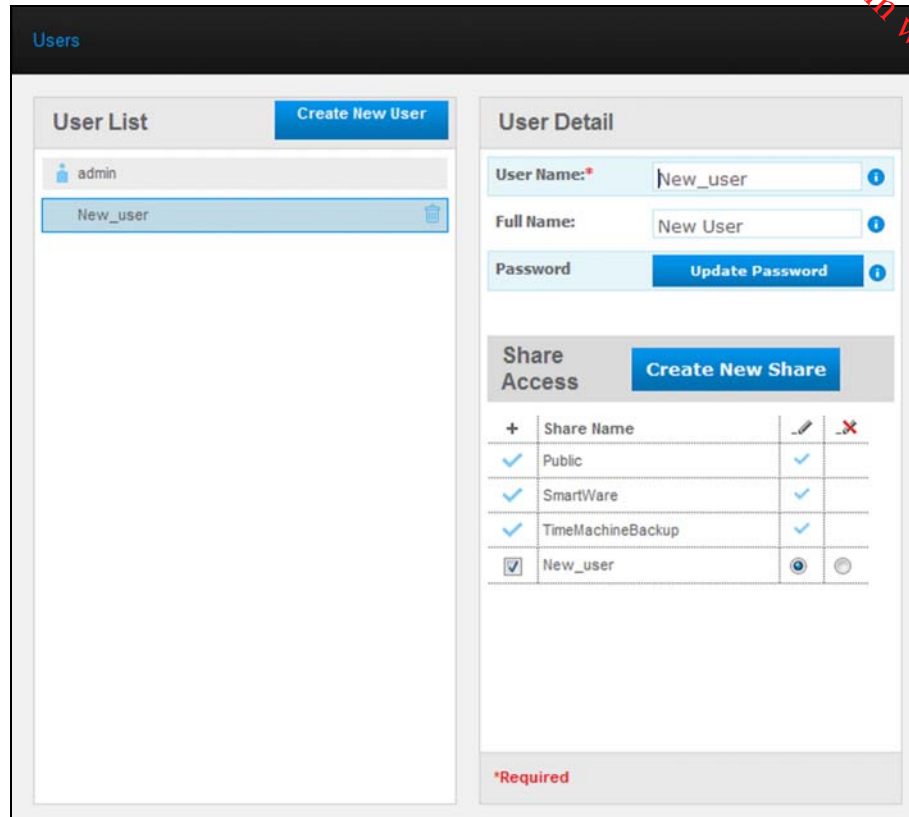 Users
User List
Create New User
admin
New_user
User Detail
User Name:*
New_user
Full Name:
New User
Password
Update Password
Share
Access
Create New Share
+ Share Name
Public
SmartWare
TimeMachineBackup
New_user
*Required